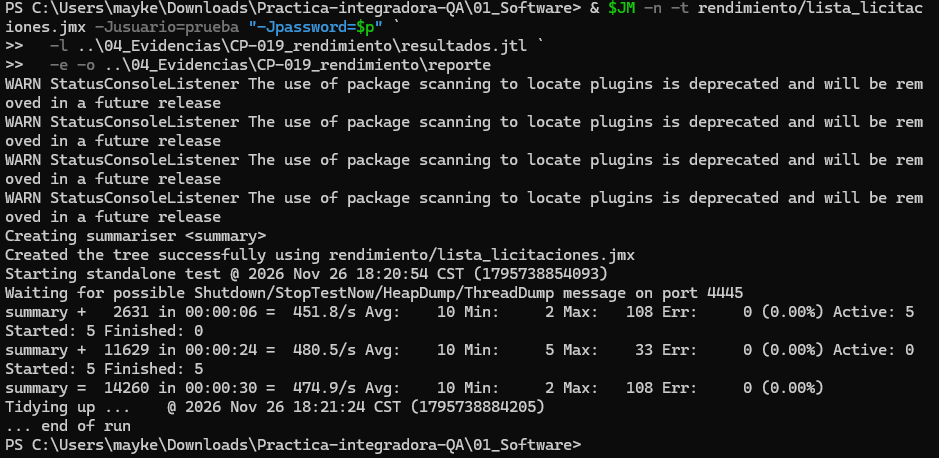 PS C:\Users\mayke\Downloads\Practica-integradora-QA\01_Software> & $JM -n -t rendimiento/lista_licitac
iones.jmx -Jusuario=prueba "-Jpassword=$p" `
>>   -l ..\04_Evidencias\CP-019_rendimiento\resultados.jtl `
>>   -e -o ..\04_Evidencias\CP-019_rendimiento\reporte
WARN StatusConsoleListener The use of package scanning to locate plugins is deprecated and will be rem
oved in a future release
WARN StatusConsoleListener The use of package scanning to locate plugins is deprecated and will be rem
oved in a future release
WARN StatusConsoleListener The use of package scanning to locate plugins is deprecated and will be rem
oved in a future release
WARN StatusConsoleListener The use of package scanning to locate plugins is deprecated and will be rem
oved in a future release
Creating summariser <summary>
Created the tree successfully using rendimiento/lista_licitaciones.jmx
Starting standalone test @ 2026 Nov 26 18:20:54 CST (1795738854093)
Waiting for possible Shutdown/StopTestNow/HeapDump/ThreadDump message on port 4445
summary +   2631 in 00:00:06 =  451.8/s Avg:    10 Min:     2 Max:   108 Err:     0 (0.00%) Active: 5
Started: 5 Finished: 0
summary +  11629 in 00:00:24 =  480.5/s Avg:    10 Min:     5 Max:    33 Err:     0 (0.00%) Active: 0
Started: 5 Finished: 5
summary =  14260 in 00:00:30 =  474.9/s Avg:    10 Min:     2 Max:   108 Err:     0 (0.00%)
Tidying up ...    @ 2026 Nov 26 18:21:24 CST (1795738884205)
... end of run
PS C:\Users\mayke\Downloads\Practica-integradora-QA\01_Software>